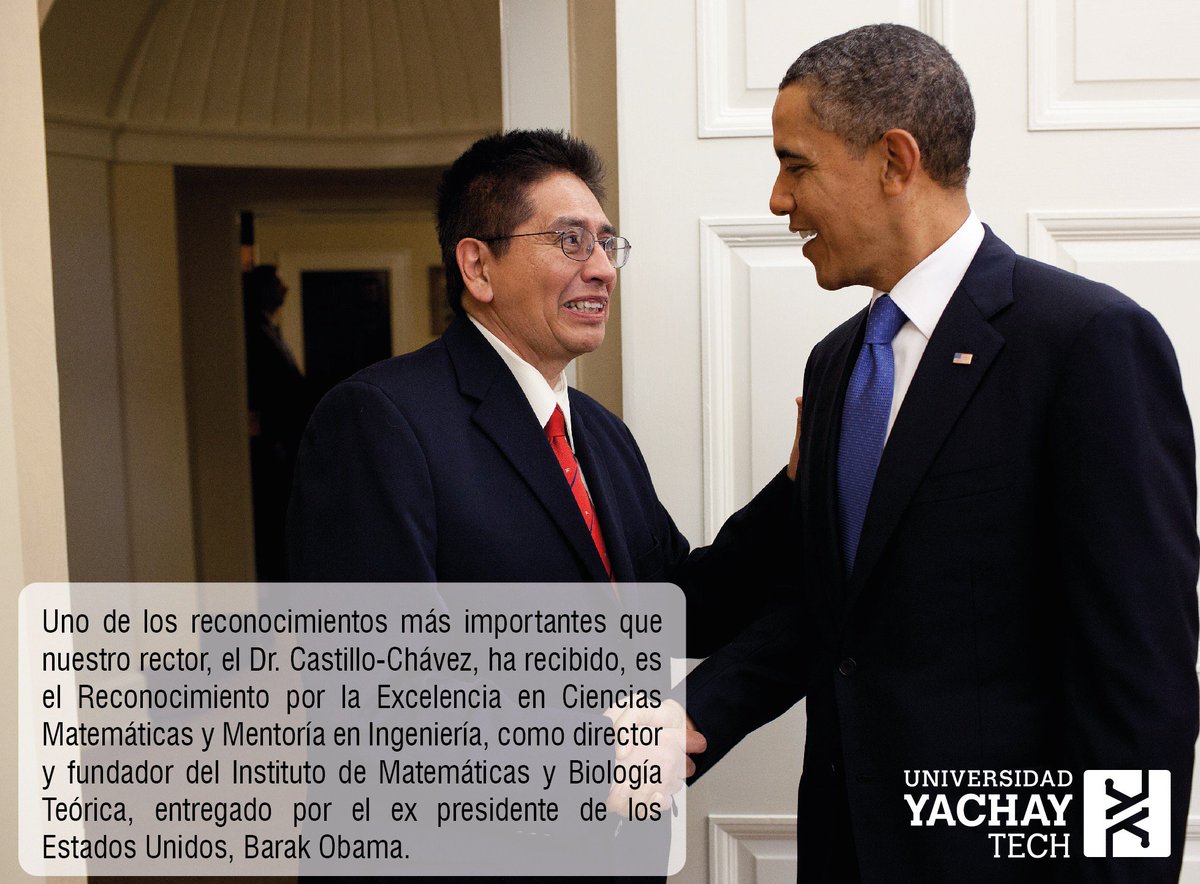 Uno de los reconocimientos más importantes que
nuestro rector, el Dr. Castillo-Chávez, ha recibido, es
el Reconocimiento por la Excelencia en Ciencias
Matemáticas y Mentoría en Ingeniería, como director
y fundador del Instituto de Matemáticas y Biología
Teórica, entregado por el ex presidente de los
Estados Unidos, Barak Obama.
UNIVERSIDAD
YACHAY
TECH